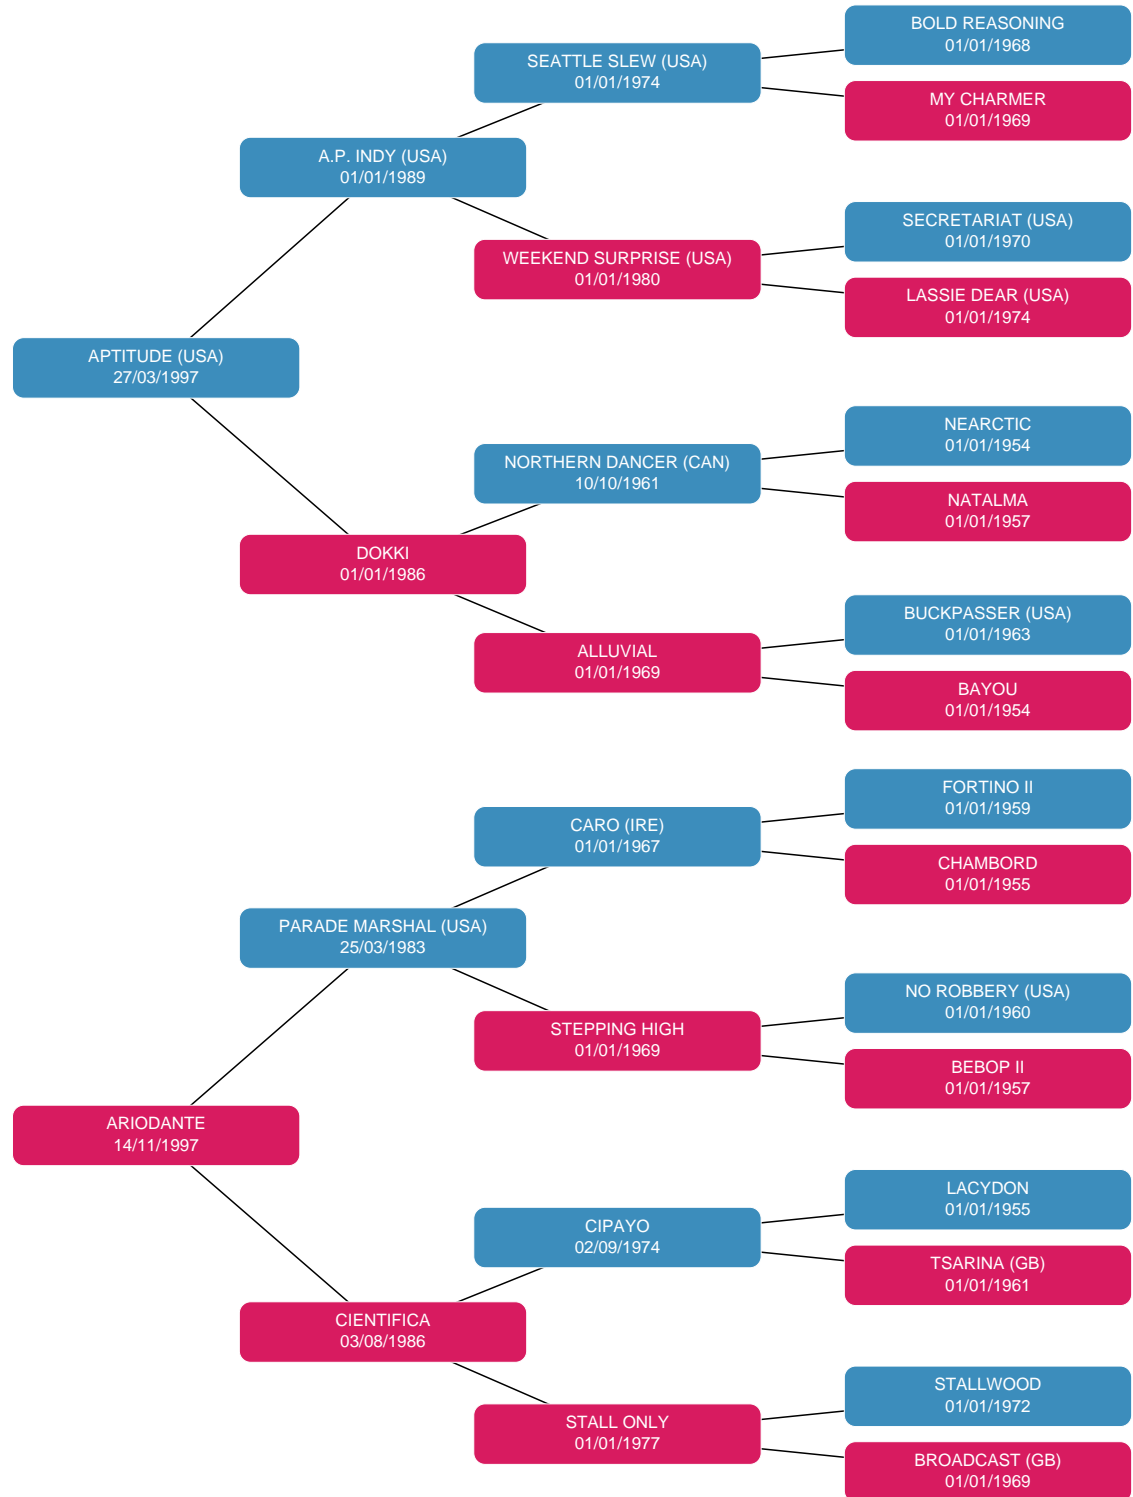 BOLD REASONING
01/01/1968
SEATTLE SLEW (USA)
01/01/1974
MY CHARMER
01/01/1969
A.P. INDY (USA)
01/01/1989
SECRETARIAT (USA)
01/01/1970
WEEKEND SURPRISE (USA)
01/01/1980
LASSIE DEAR (USA)
01/01/1974
APTITUDE (USA)
27/03/1997
NEARCTIC
01/01/1954
NORTHERN DANCER (CAN)
10/10/1961
NATALMA
01/01/1957
DOKKI
01/01/1986
BUCKPASSER (USA)
01/01/1963
ALLUVIAL
01/01/1969
BAYOU
01/01/1954
FORTINO II
01/01/1959
CARO (IRE)
01/01/1967
CHAMBORD
01/01/1955
PARADE MARSHAL (USA)
25/03/1983
NO ROBBERY (USA)
01/01/1960
STEPPING HIGH
01/01/1969
BEBOP II
01/01/1957
ARIODANTE
14/11/1997
LACYDON
01/01/1955
CIPAYO
02/09/1974
TSARINA (GB)
01/01/1961
CIENTIFICA
03/08/1986
STALLWOOD
01/01/1972
STALL ONLY
01/01/1977
BROADCAST (GB)
01/01/1969